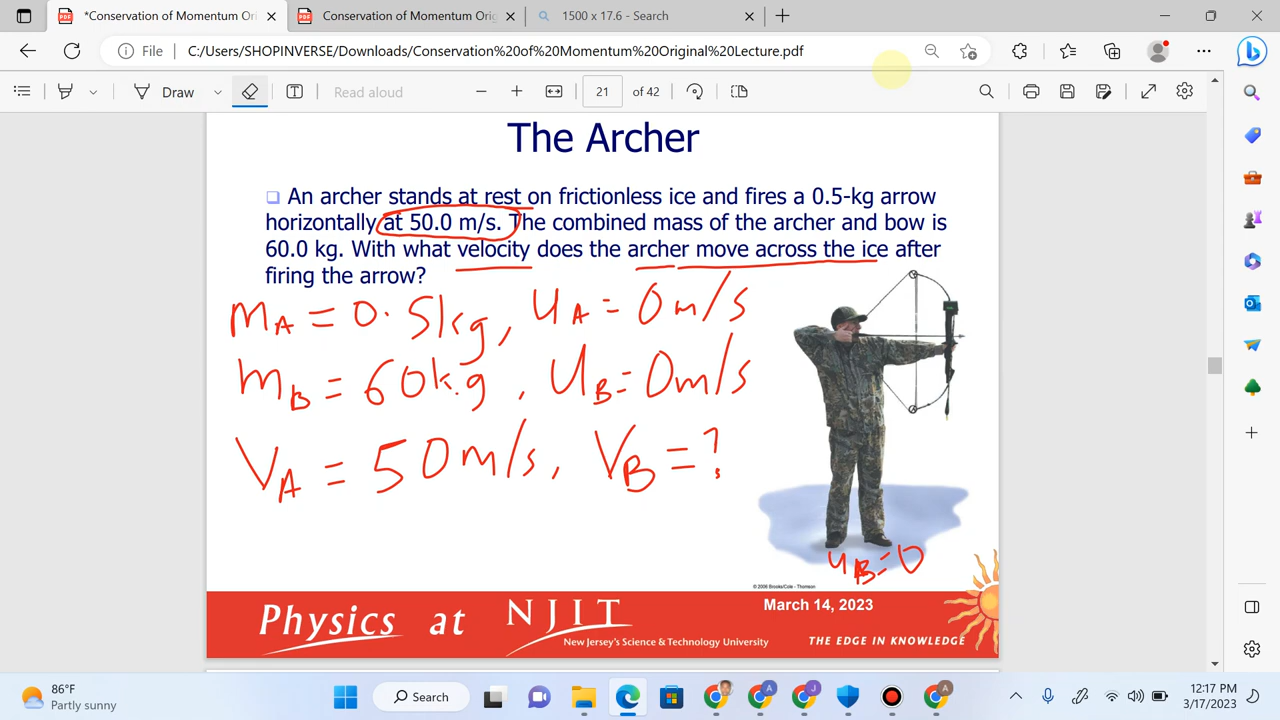 *Conservation of Momentum Ori
Conservation of Momentum Orig
1500 x 17.6 - Search
File
C:/Users/SHOPINVERSE/Downloads/Conservation%20of%20Momentum%20Original%20Lecture.pdf
Draw
Read aloud
21
of 42
The Archer
An archer stands at rest on frictionless ice and fires a 0.5-kg arrow
horizontally at 50.0 m/s. The combined mass of the archer and bow is
60.0 kg. With what velocity does the archer move across the ice after
firing the arrow?
mA = 0.5kg, uA = 0m/s
mB = 60kg, uB = 0m/s
VA = 50m/s, VB = ?
uB = 0
© 2006 Brooks/Cole - Thomson
Physics at NJIT
New Jersey's Science & Technology University
March 14, 2023
THE EDGE IN KNOWLEDGE
86°F
Partly sunny
Search
12:17 PM
3/17/2023